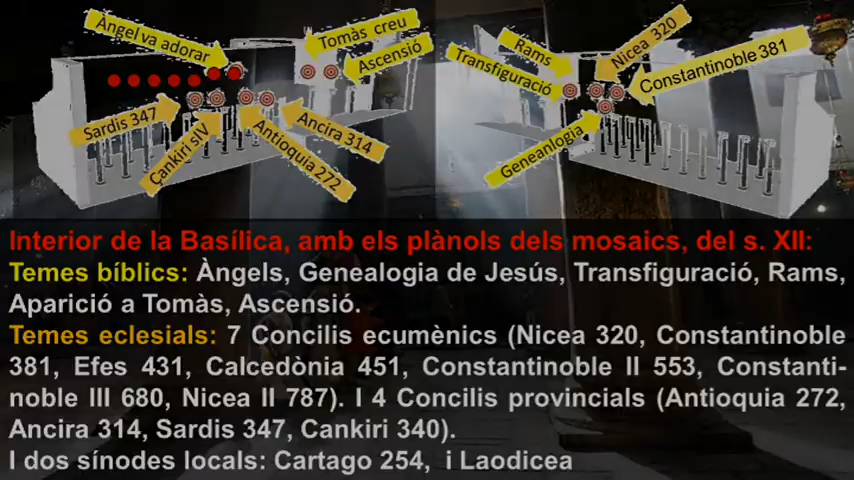 Àngel va adorar
Tomàs creu
Ascensió
Sardis 347
Çankiri sIV
Antioquia 272
Ancira 314
Rams
Transfiguració
Nicea 320
Constantinoble 381
Geneanlogia
Interior de la Basílica, amb els plànols dels mosaics, del s. XII:
Temes bíblics: Àngels, Genealogia de Jesús, Transfiguració, Rams,
Aparició a Tomàs, Ascensió.
Temes eclesials: 7 Concilis ecumènics (Nicea 320, Constantinoble
381, Efes 431, Calcedònia 451, Constantinoble II 553, Constanti-
noble III 680, Nicea II 787). I 4 Concilis provincials (Antioquia 272,
Ancira 314, Sardis 347, Cankiri 340).
I dos sínodes locals: Cartago 254, i Laodicea